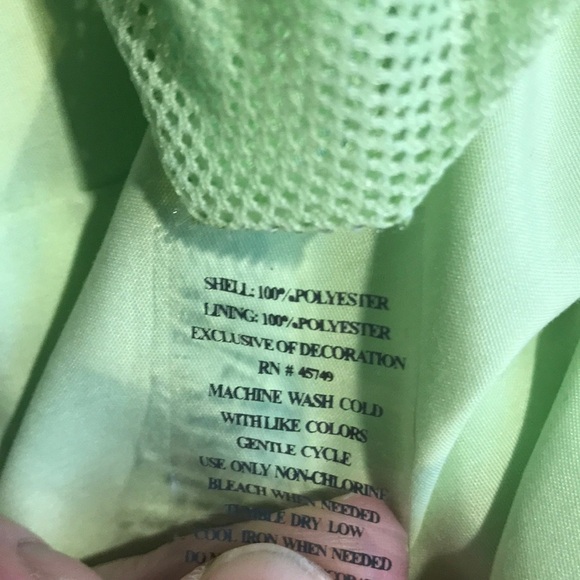 SHELL: 100%POLYESTER
LINING: 100%POLYESTER
EXCLUSIVE OF DECORATION
RN # 45749
MACHINE WASH COLD
WITH LIKE COLORS
GENTLE CYCLE
USE ONLY NON-CHLORINE
BLEACH WHEN NEEDED
TUMBLE DRY LOW
COOL IRON WHEN NEEDED
DO